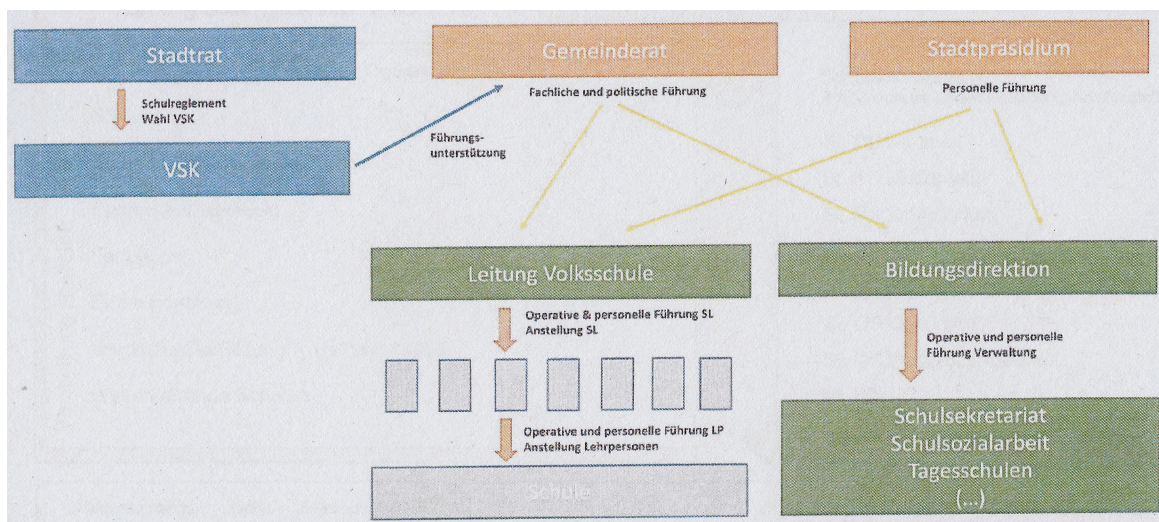 Stadtrat
Gemeinderat
Stadtpräsidium
Schulreglement
Wahl VSK
Fachliche und politische Führung
Personelle Führung
VSK
Führungs-
unterstützung
Leitung Volksschule
Bildungsdirektion
Operative & personelle Führung SL
Anstellung SL
Operative und personelle
Führung Verwaltung
Operative und personelle Führung LP
Anstellung Lehrpersonen
Schule
Schulsekretariat
Schulsozialarbeit
Tagesschulen
(...)